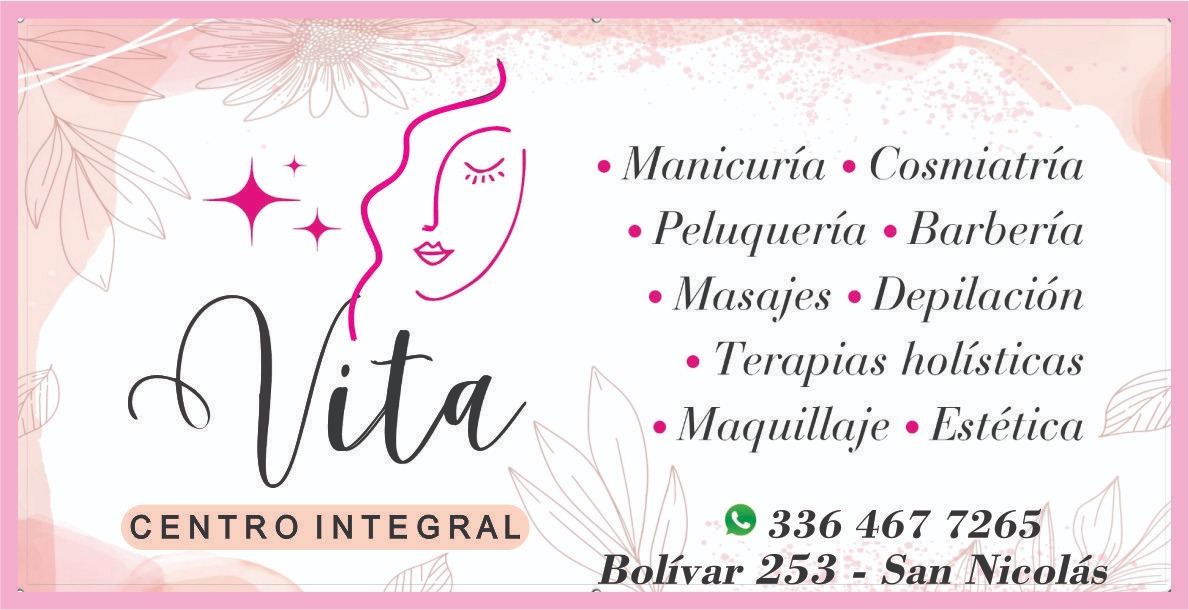 Vita
CENTRO INTEGRAL
• Manicuría • Cosmiatría
• Peluquería • Barbería
• Masajes • Depilación
• Terapias holísticas
• Maquillaje • Estética
336 467 7265
Bolívar 253 - San Nicolás